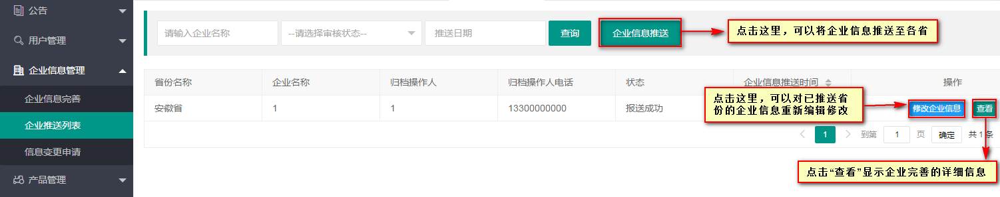 公告
用户管理
企业信息管理
企业信息完善
企业推送列表
信息变更申请
产品管理
请输入企业名称
--请选择审核状态--
推送日期
查询
企业信息推送
点击这里，可以将企业信息推送至各省
省份名称
企业名称
归档操作人
归档操作人电话
状态
企业信息推送时间
操作
安徽省
1
1
13300000000
报送成功
点击这里，可以对已推送省
份的企业信息重新编辑修改
修改企业信息
查看
1
到第
1
页
确定
共 1 条
点击“查看”显示企业完善的详细信息